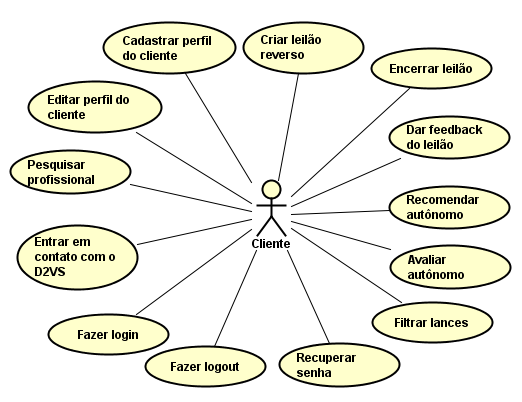 Cadastrar perfil
do cliente
Criar leilão
reverso
Encerrar leilão
Editar perfil do
cliente
Dar feedback
do leilão
Pesquisar
profissional
Recomendar
autônomo
Cliente
Entrar em
contato com o
D2VS
Avaliar
autônomo
Fazer login
Filtrar lances
Fazer logout
Recuperar
senha